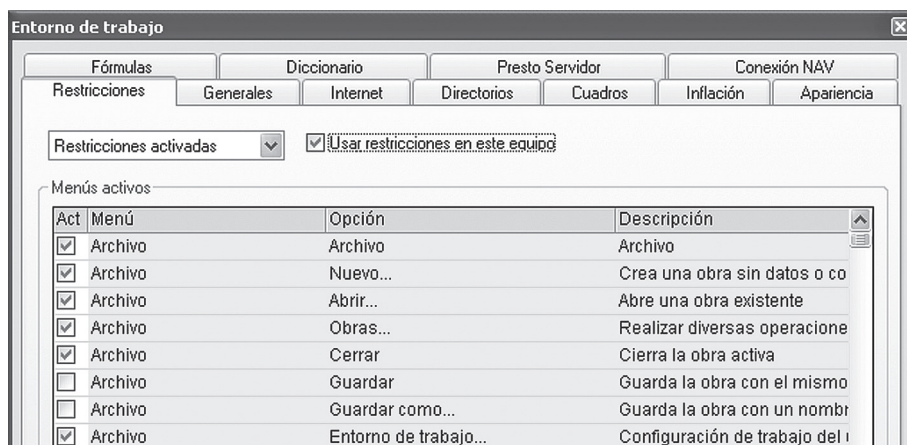 Entorno de trabajo
Fórmulas Diccionario Presto Servidor Conexión NAV
Restricciones Generales Internet Directorios Cuadros Inflación Apariencia
Restricciones activadas Usar restricciones en este equipo
Menús activos
Act Menú Opción Descripción
Archivo Archivo Archivo
Archivo Nuevo... Crea una obra sin datos o co
Archivo Abrir... Abre una obra existente
Archivo Obras... Realizar diversas operacione
Archivo Cerrar Cierra la obra activa
Archivo Guardar Guarda la obra con el mismo
Archivo Guardar como... Guarda la obra con un nombr
Archivo Entorno de trabajo... Configuración de trabajo del